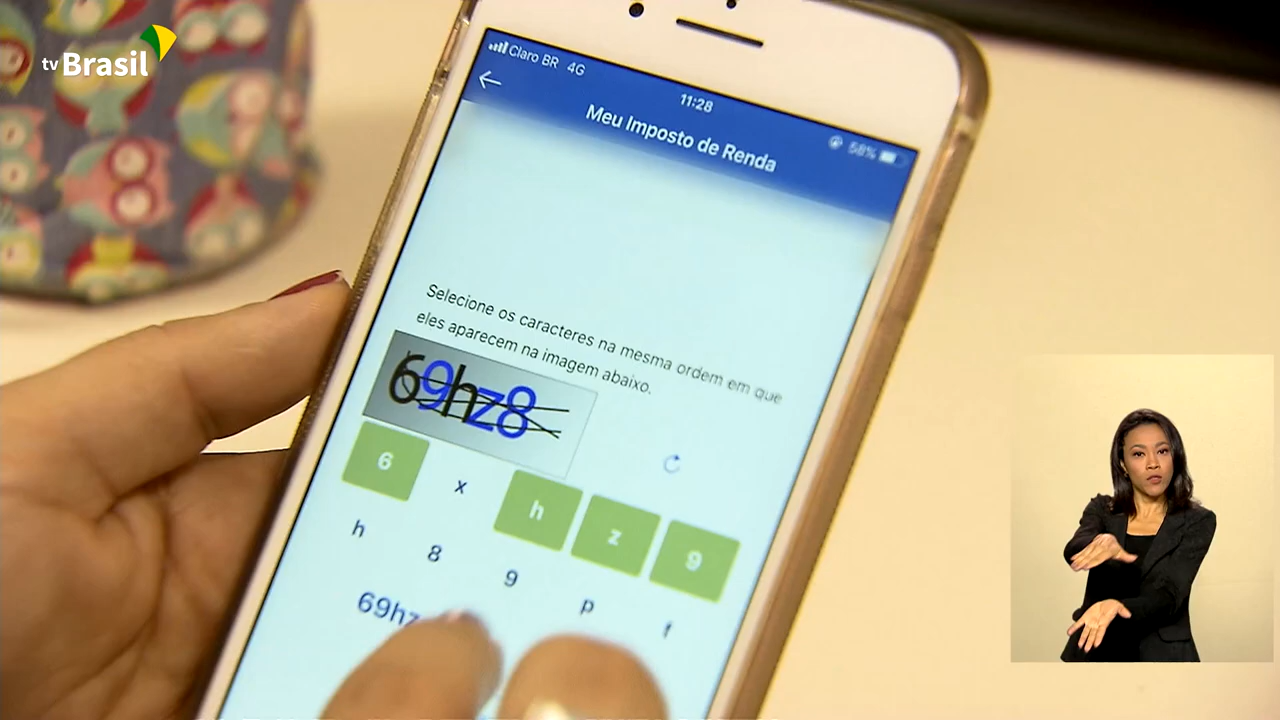 tv Brasil
Claro BR 4G
11:28
58%
Meu Imposto de Renda
Selecione os caracteres na mesma ordem em que
eles aparecem na imagem abaixo.
69hz8
6 x h z 9
h 8 9 p f
69hz